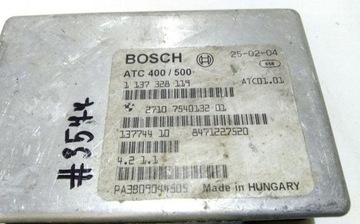 BOSCH 25-02-04
ATC 400 / 500
1 137 328 119 ATC01.01
2710 7540132 01
137744 10 8471227520
4.2 1.1
PA3B09044505 Made in HUNGARY
#3544